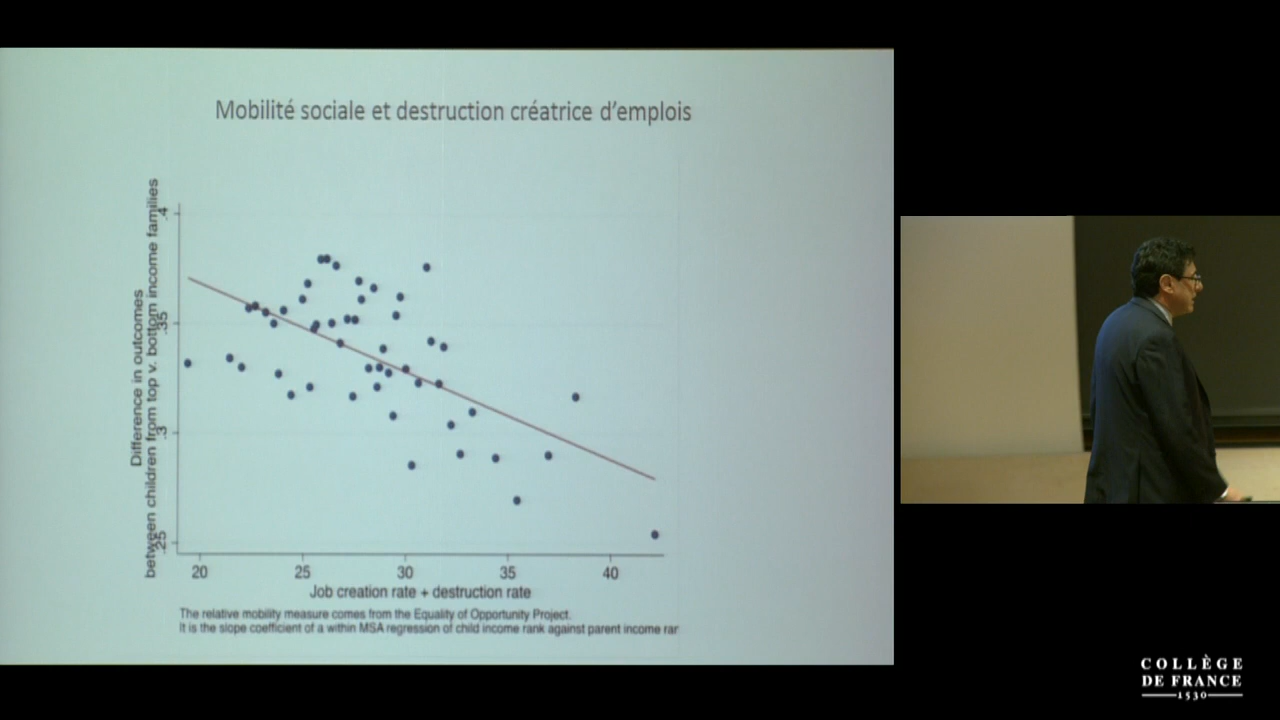 Mobilité sociale et destruction créatrice d'emplois
Difference in outcomes
between children from top v. bottom income families
.4
.35
.3
.25
20 25 30 35 40
Job creation rate + destruction rate
The relative mobility measure comes from the Equality of Opportunity Project.
It is the slope coefficient of a within MSA regression of child income rank against parent income ran
COLLÈGE
DE FRANCE
1530